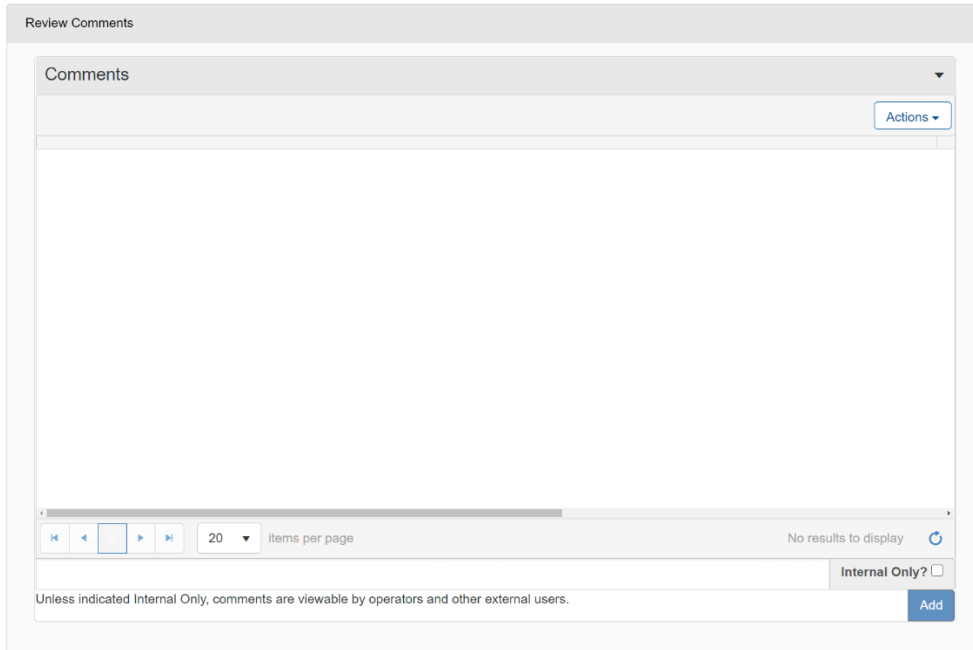 Review Comments
Comments
Actions
20 items per page No results to display
Internal Only?
Unless indicated Internal Only, comments are viewable by operators and other external users.
Add